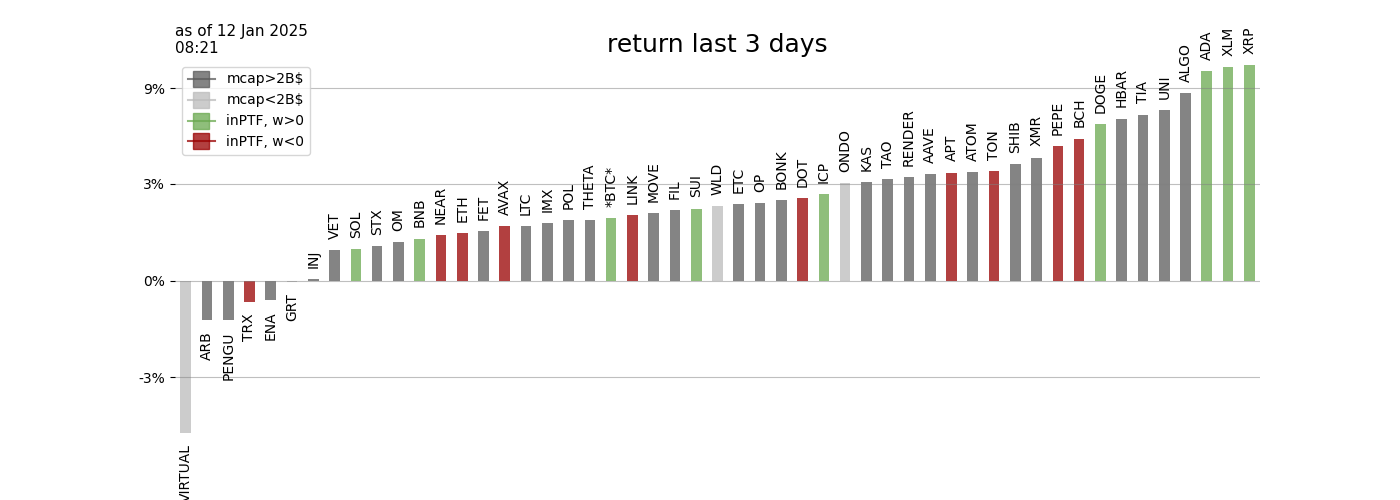 as of 12 Jan 2025
08:21
return last 3 days
mcap>2B$
mcap<2B$
inPTF, w>0
inPTF, w<0
9%
3%
0%
-3%
VIRTUAL
ARB
PENGU
TRX
ENA
GRT
INJ
VET
SOL
STX
OM
BNB
NEAR
ETH
FET
AVAX
LTC
IMX
POL
THETA
*BTC*
LINK
MOVE
FIL
SUI
WLD
ETC
OP
BONK
DOT
ICP
ONDO
KAS
TAO
RENDER
AAVE
APT
ATOM
TON
SHIB
XMR
PEPE
BCH
DOGE
HBAR
TIA
UNI
ALGO
ADA
XLM
XRP